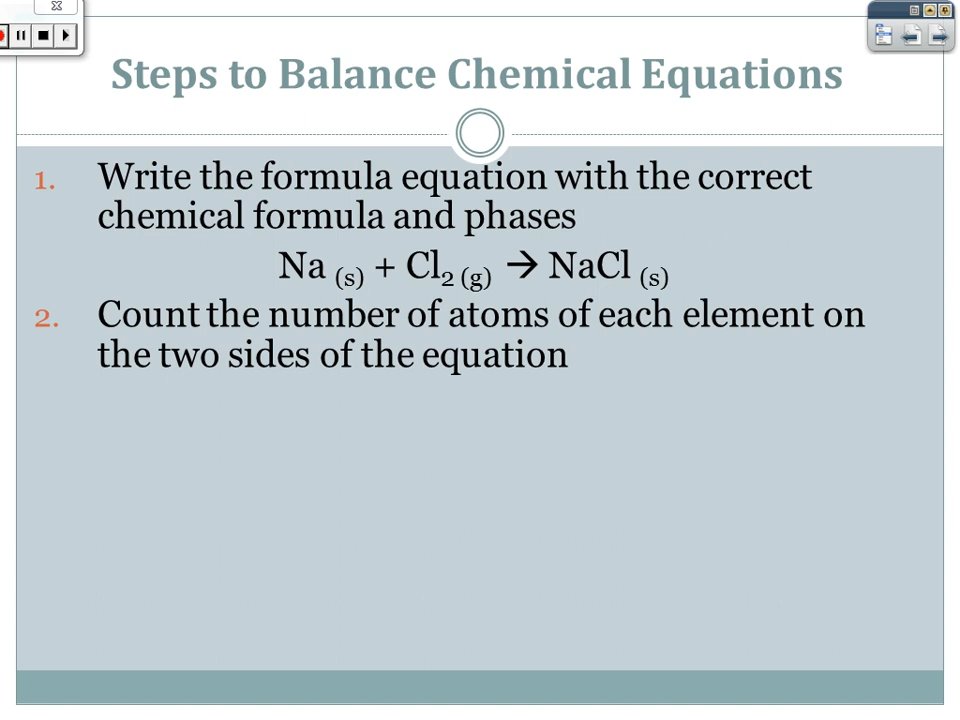 Steps to Balance Chemical Equations
1. Write the formula equation with the correct
chemical formula and phases
Na (s) + Cl2 (g) → NaCl (s)
2. Count the number of atoms of each element on
the two sides of the equation